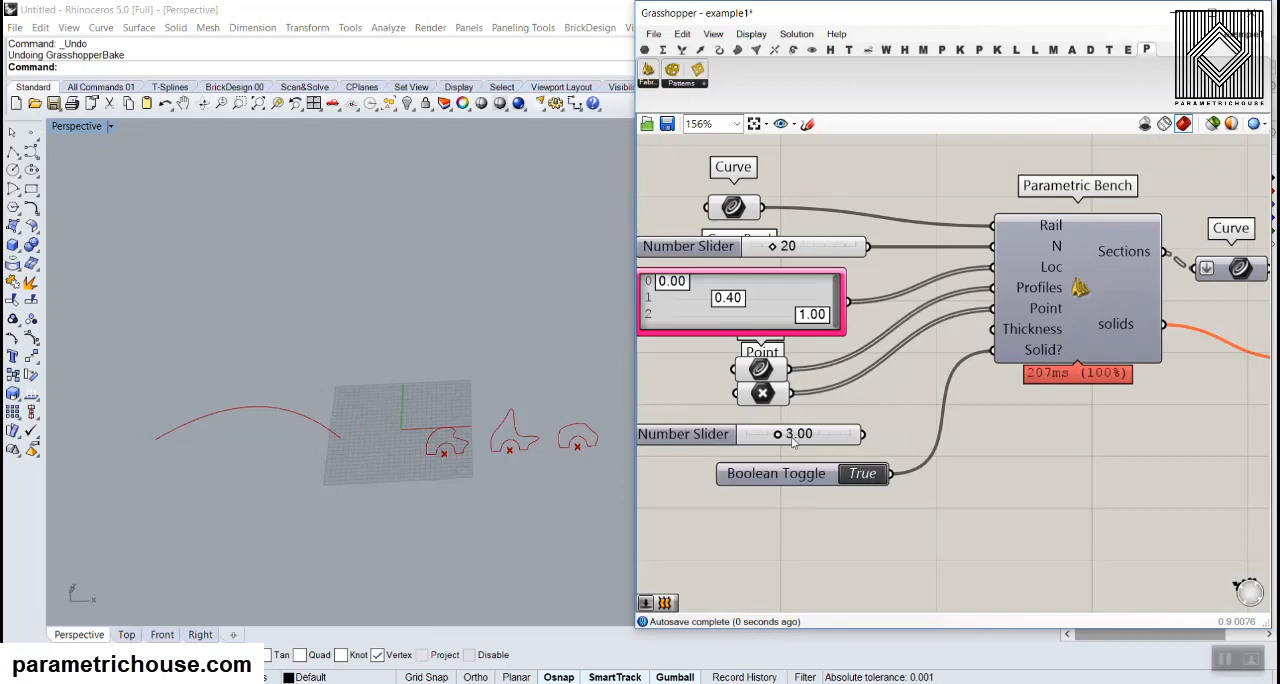 Untitled - Rhinoceros 5.0 [Full] - [Perspective]
File Edit View Curve Surface Solid Mesh Dimension Transform Tools Analyze Render Panels Paneling Tools BrickDesign
Command: _Undo
Undoing GrasshopperBake
Command:
Standard All Commands 01 T-Splines BrickDesign 00 Scan&Solve CPlanes Set View Display Select Viewport Layout
Perspective
z
x
Perspective Top Front Right
Tan Quad Knot Vertex Project Disable
Default Grid Snap Ortho Planar Osnap SmartTrack Gumball Record History Filter Absolute tolerance: 0.001
parametrichouse.com
Grasshopper - example1*
File Edit View Display Solution Help
H T W H M P K P K L L M A D T E P
Fabr.. Patterns
PARAMETRICHOUSE
156%
Curve
Number Slider 20
0 0.00
1 0.40
2 1.00
Point
Number Slider 3.00
Boolean Toggle True
Parametric Bench
Rail
N
Loc
Profiles
Point
Thickness
Solid?
Sections
solids
207ms (100%)
Curve
Autosave complete (0 seconds ago)
0.9.0076